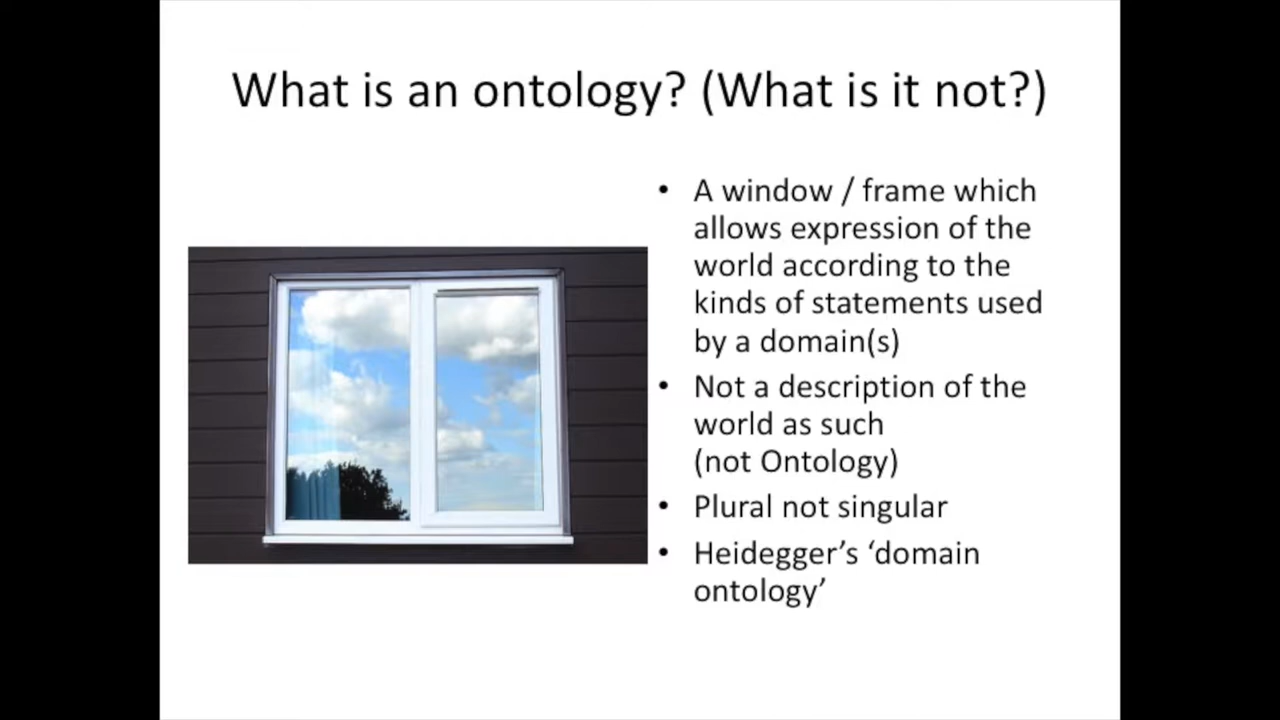 What is an ontology? (What is it not?)
• A window / frame which
allows expression of the
world according to the
kinds of statements used
by a domain(s)
• Not a description of the
world as such
(not Ontology)
• Plural not singular
• Heidegger’s ‘domain
ontology’